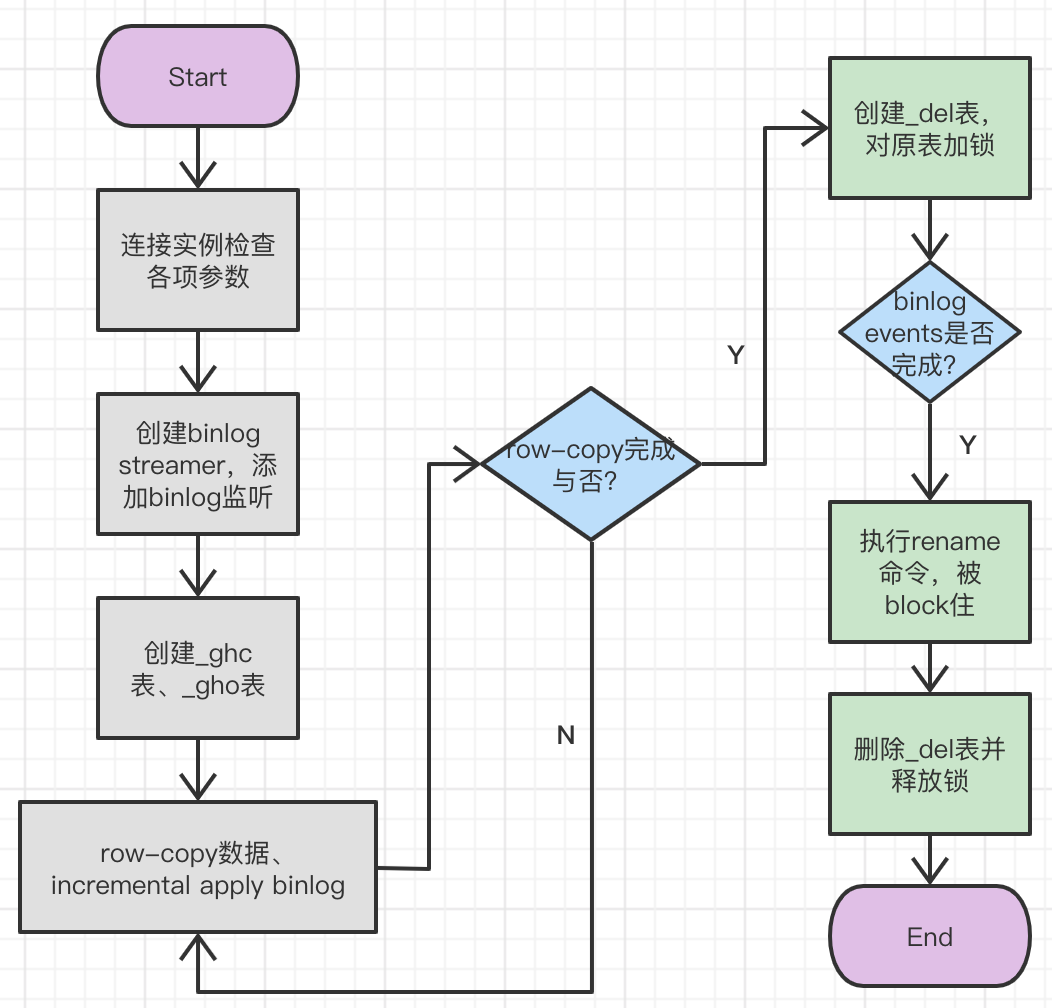 Start
连接实例检查
各项参数
创建binlog
streamer，添
加binlog监听
创建_ghc
表、_gho表
row-copy数据、
incremental apply binlog
row-copy完成
与否？
Y
N
创建_del表，
对原表加锁
binlog
events是否
完成？
Y
执行rename
命令，被
block住
删除_del表并
释放锁
End